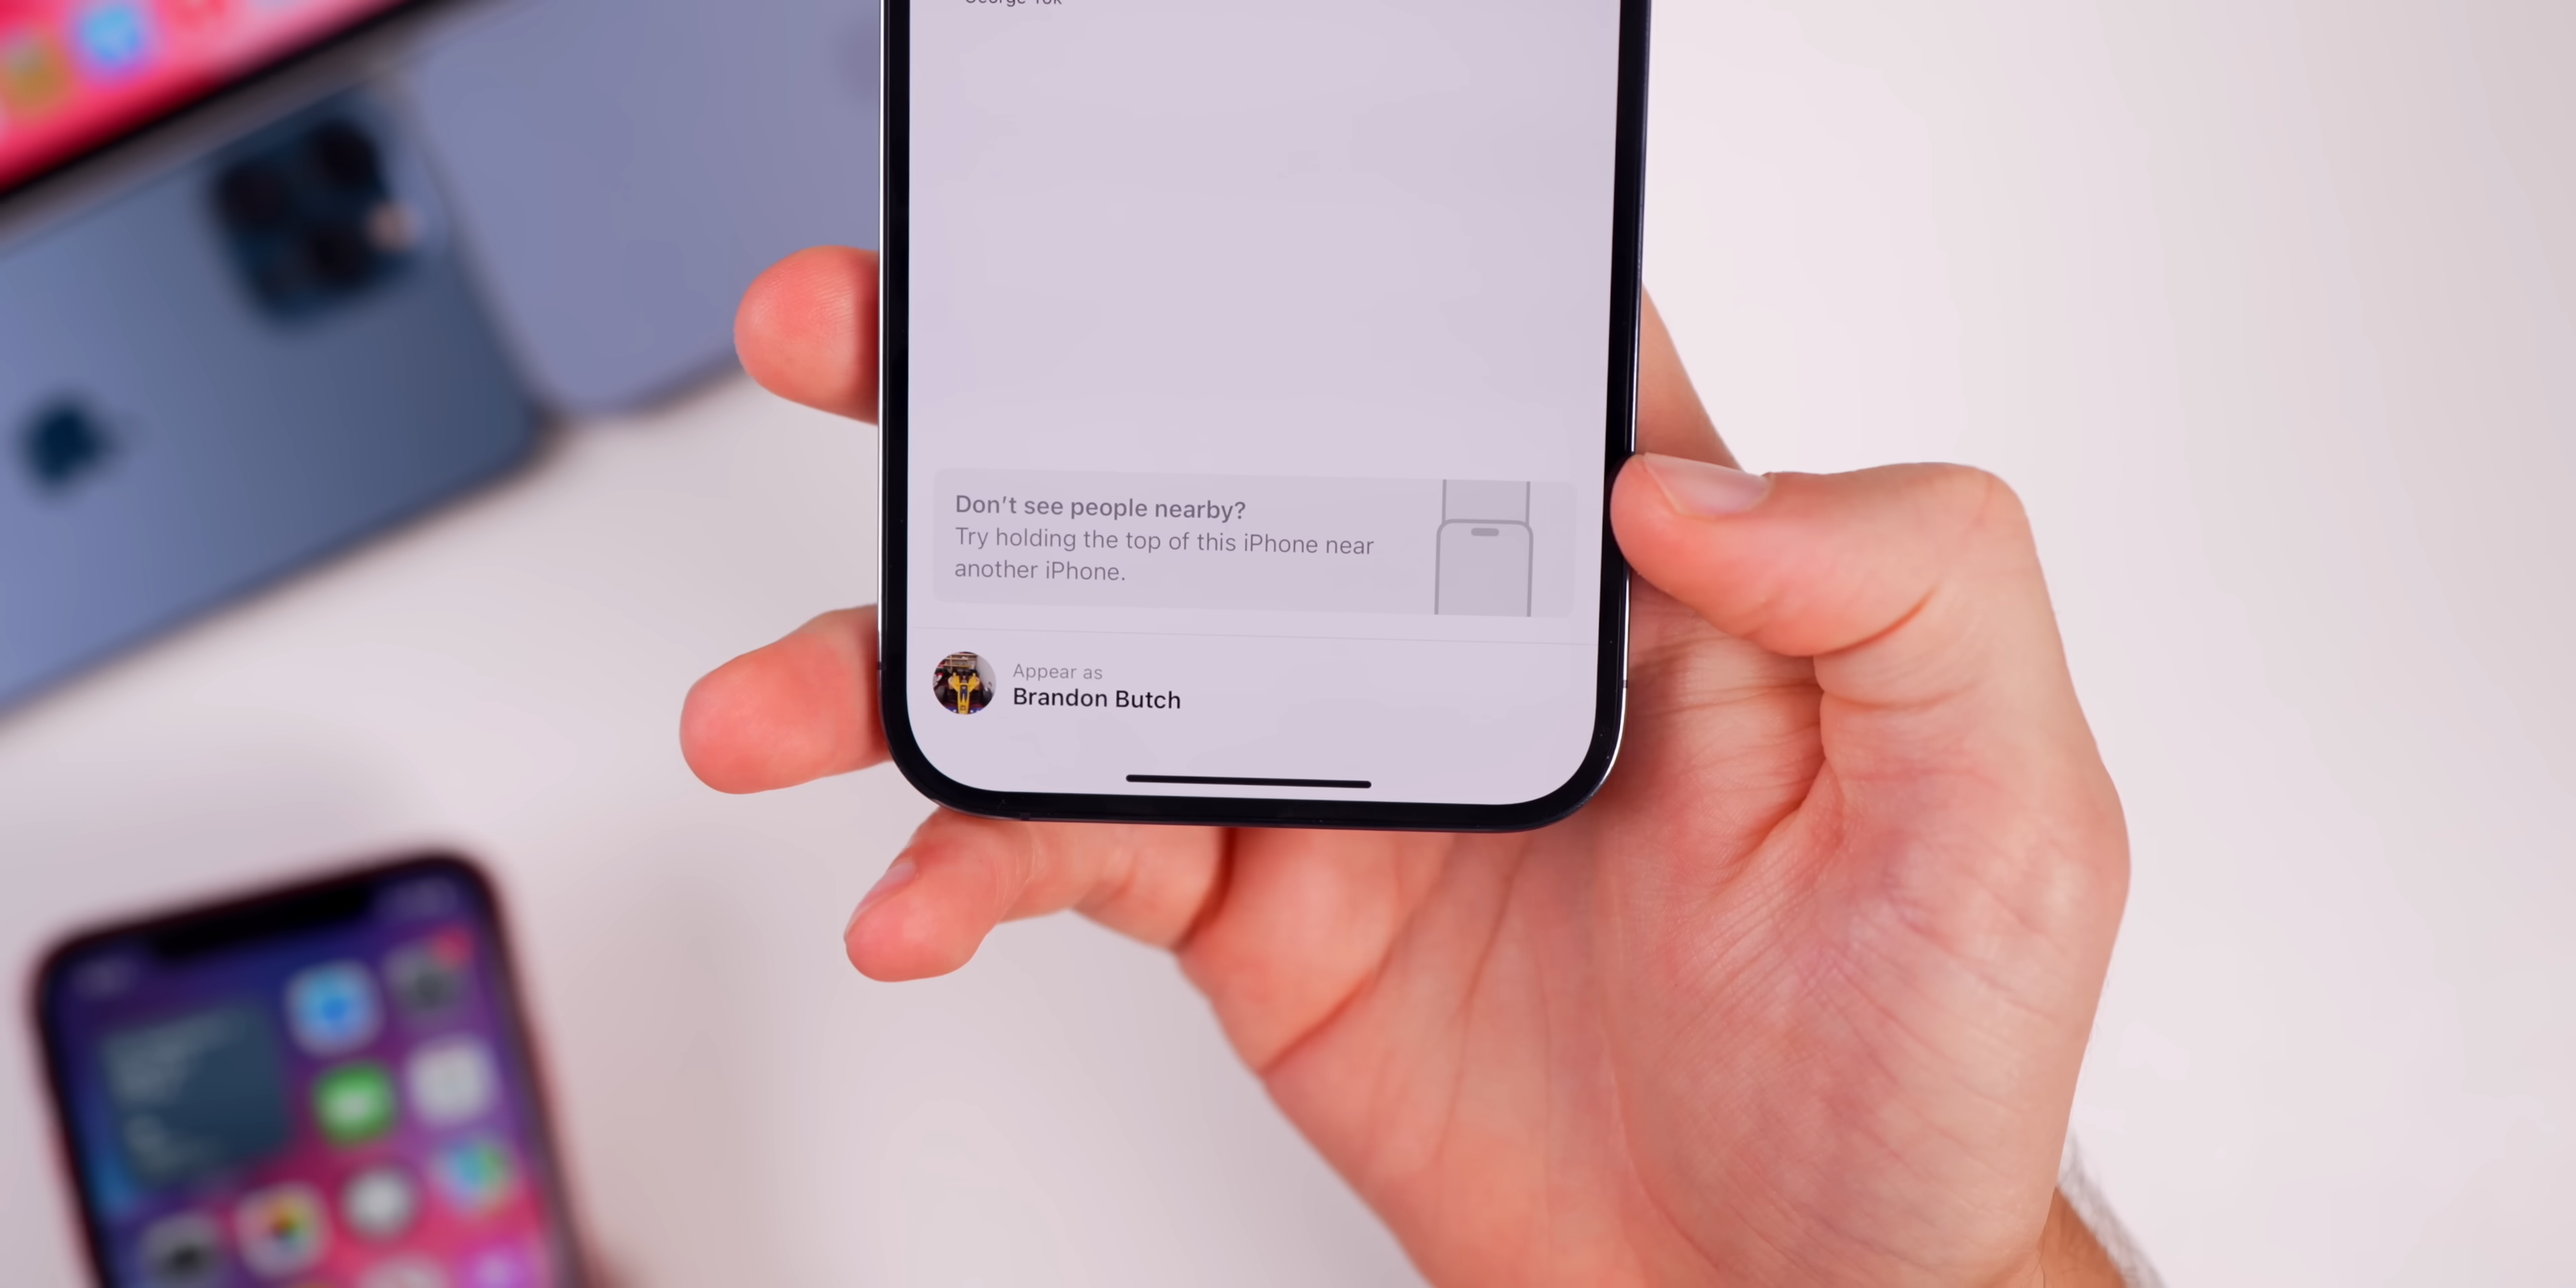 Don't see people nearby?
Try holding the top of this iPhone near
another iPhone.
Appear as
Brandon Butch